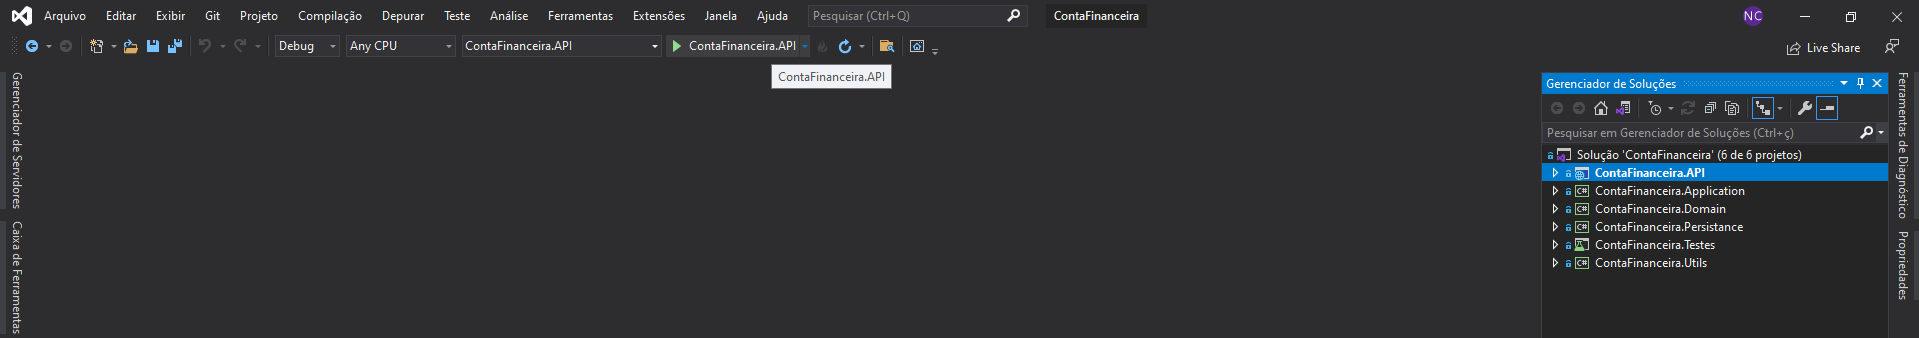 Arquivo Editar Exibir Git Projeto Compilação Depurar Teste Análise Ferramentas Extensões Janela Ajuda Pesquisar (Ctrl+Q) ContaFinanceira NC
Debug Any CPU ContaFinanceira.API ContaFinanceira.API Live Share
ContaFinanceira.API
Gerenciador de Servidores
Caixa de Ferramentas
Gerenciador de Soluções
Pesquisar em Gerenciador de Soluções (Ctrl+ç)
Solução 'ContaFinanceira' (6 de 6 projetos)
ContaFinanceira.API
C# ContaFinanceira.Application
C# ContaFinanceira.Domain
C# ContaFinanceira.Persistance
ContaFinanceira.Testes
C# ContaFinanceira.Utils
Ferramentas de Diagnóstico
Propriedades